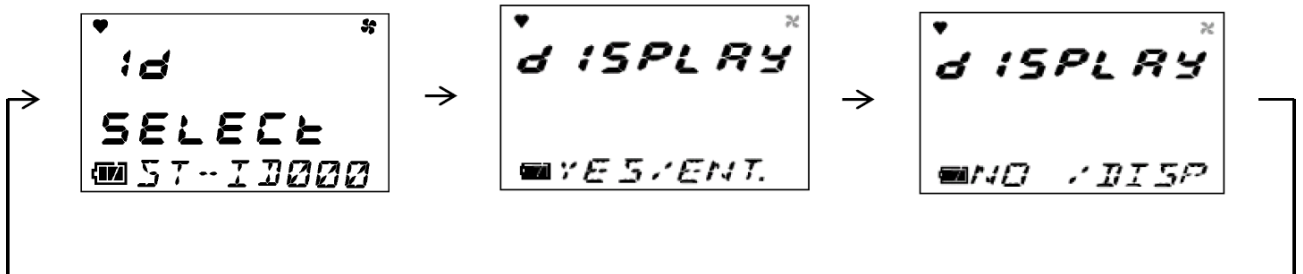 id
SELECt
ST-ID000
dISPLAY
YES/ENT.
dISPLAY
NO /DISP